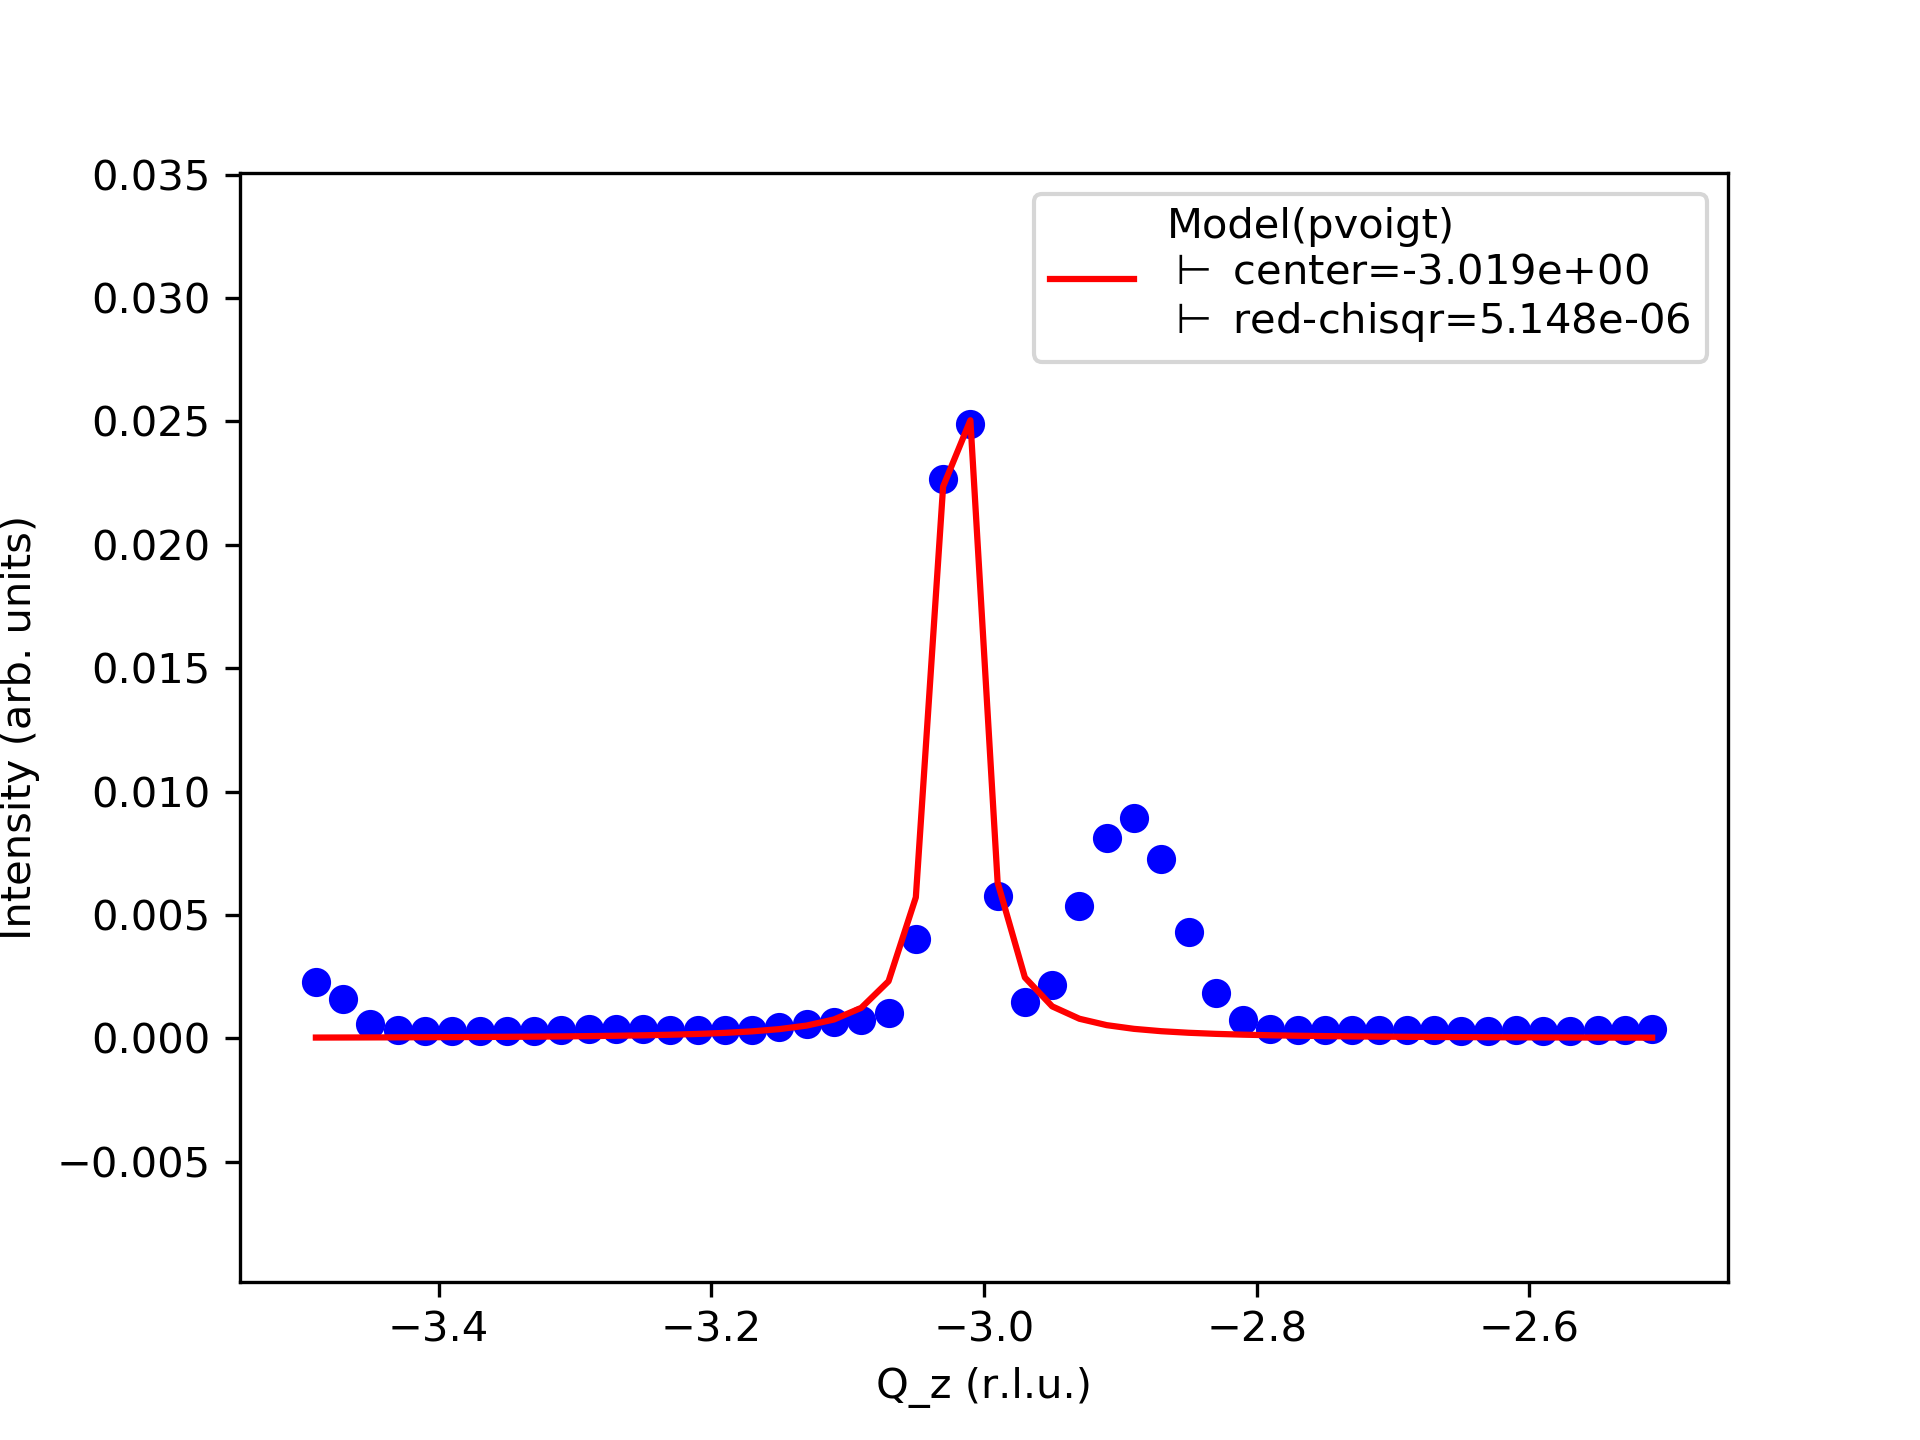 0.035
0.030
0.025
0.020
0.015
0.010
0.005
0.000
−0.005
Intensity (arb. units)
Model(pvoigt)
⊢ center=-3.019e+00
⊢ red-chisqr=5.148e-06
−3.4 −3.2 −3.0 −2.8 −2.6
Q_z (r.l.u.)